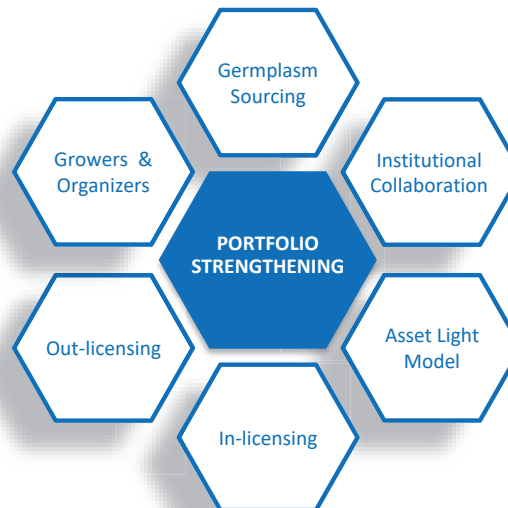 Germplasm
Sourcing
Growers &
Organizers
Institutional
Collaboration
PORTFOLIO
STRENGTHENING
Out-licensing
Asset Light
Model
In-licensing